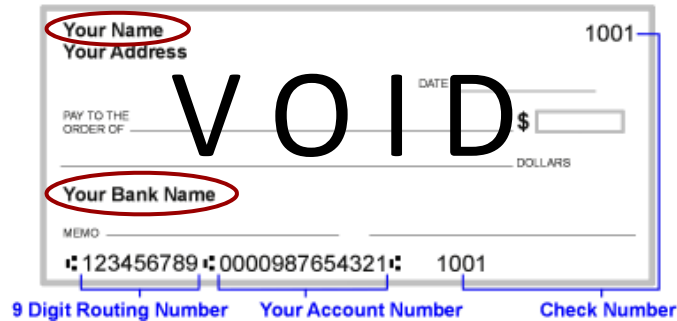 Your Name
1001
Your Address
VOID
DATE
PAY TO THE
ORDER OF
$
DOLLARS
Your Bank Name
MEMO
⑆123456789⑆0000987654321⑆ 1001
9 Digit Routing Number Your Account Number Check Number